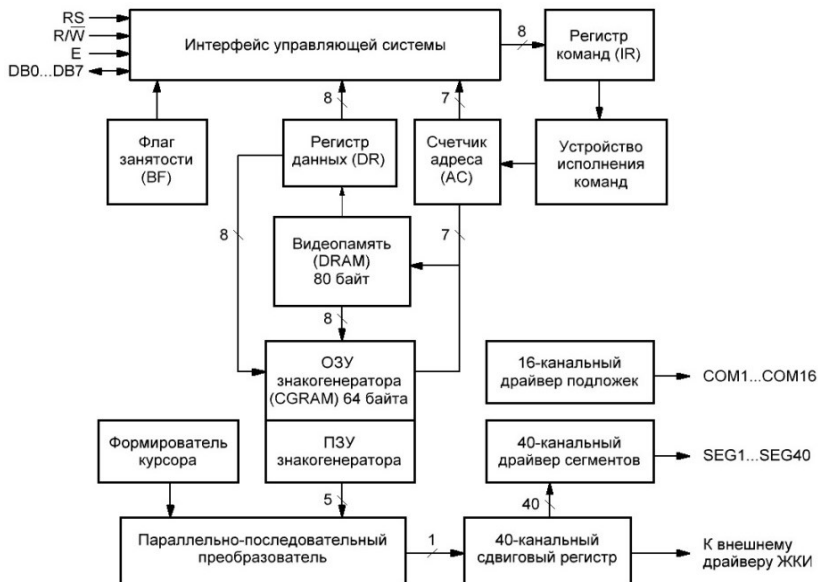 RS
R/W̅
E
DB0...DB7
Интерфейс управляющей системы
8
Регистр
команд (IR)
8
7
Флаг
занятости
(BF)
Регистр
данных (DR)
Счетчик
адреса
(AC)
Устройство
исполнения
команд
8
7
Видеопамять
(DRAM)
80 байт
8
ОЗУ
знакогенератора
(CGRAM) 64 байта
16-канальный
драйвер подложек
COM1...COM16
Формирователь
курсора
ПЗУ
знакогенератора
40-канальный
драйвер сегментов
SEG1...SEG40
5
40
Параллельно-последовательный
преобразователь
1
40-канальный
сдвиговый регистр
К внешнему
драйверу ЖКИ